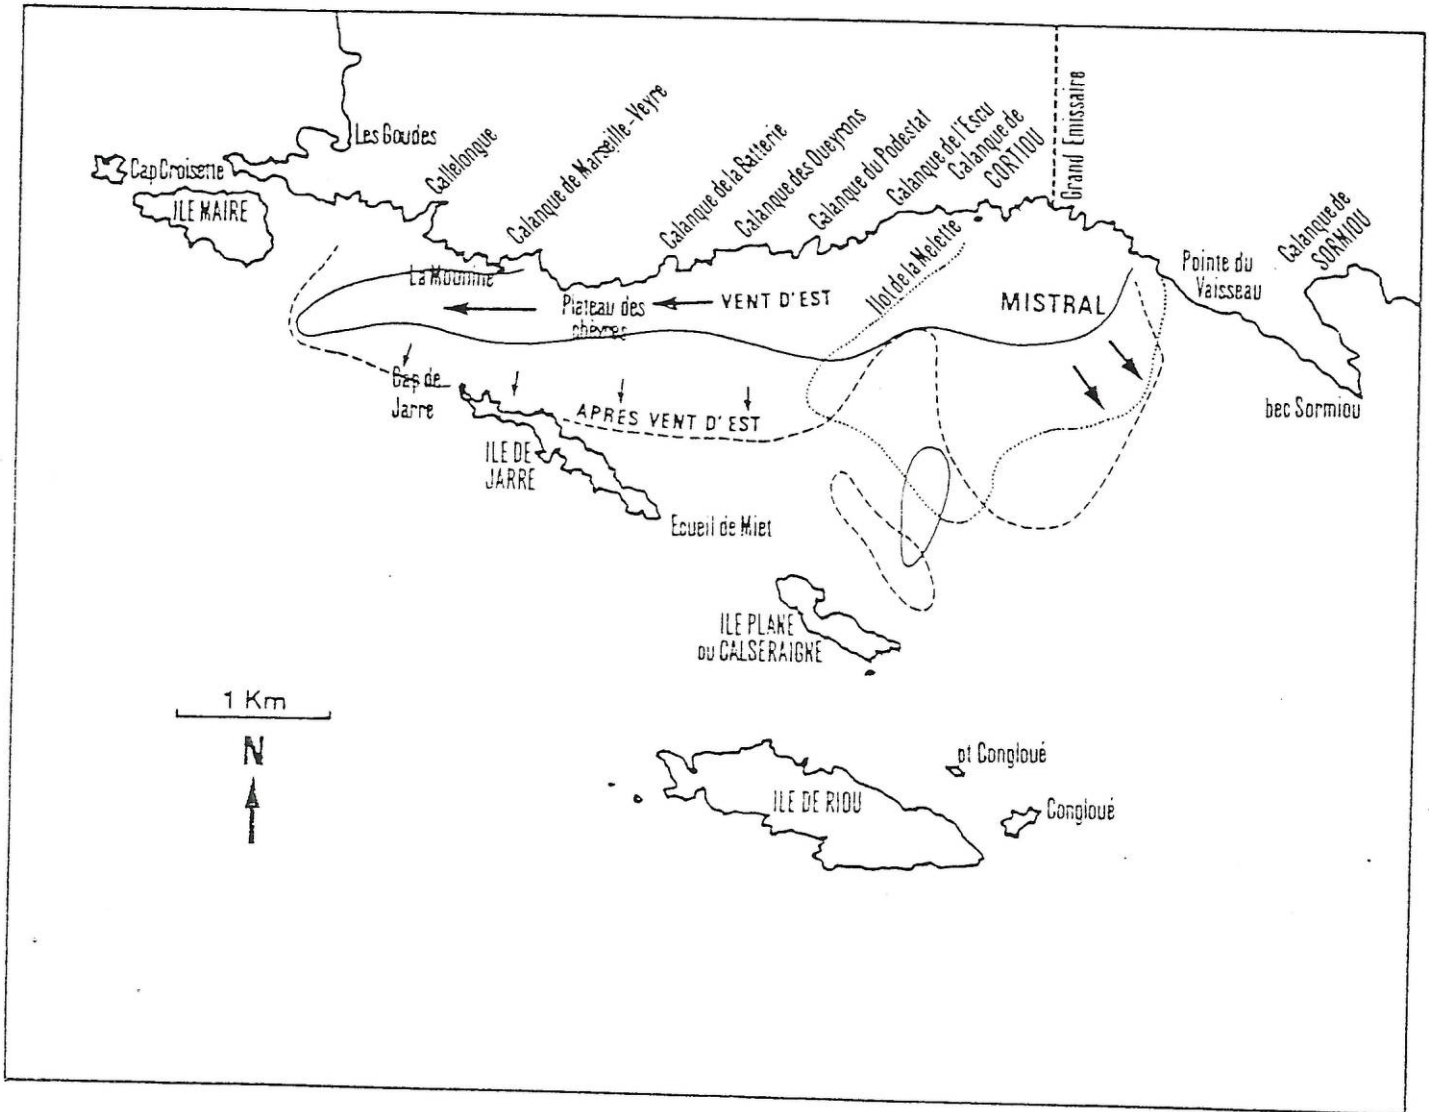 Les Goudes
Cap Croisette
ILE MAIRE
Callelongue
Calanque de Marseille-Veyre
Calanque de la Batterie
Calanque des Queyrons
Calanque du Podestat
Calanque de l'Escu
Calanque de
CORTIOU
Grand Emissaire
Calanque de
SORMIOU
Pointe du
Vaisseau
bec Sormiou
La Mounine
Plateau des
chèvres
VENT D'EST
Ilot de la Melette
MISTRAL
Cap de
Jarre
APRES VENT D'EST
ILE DE
JARRE
Ecueil de Miet
ILE PLANE
OU CALSERAIGNE
1 Km
N
pt Congloué
ILE DE RIOU
Congloué